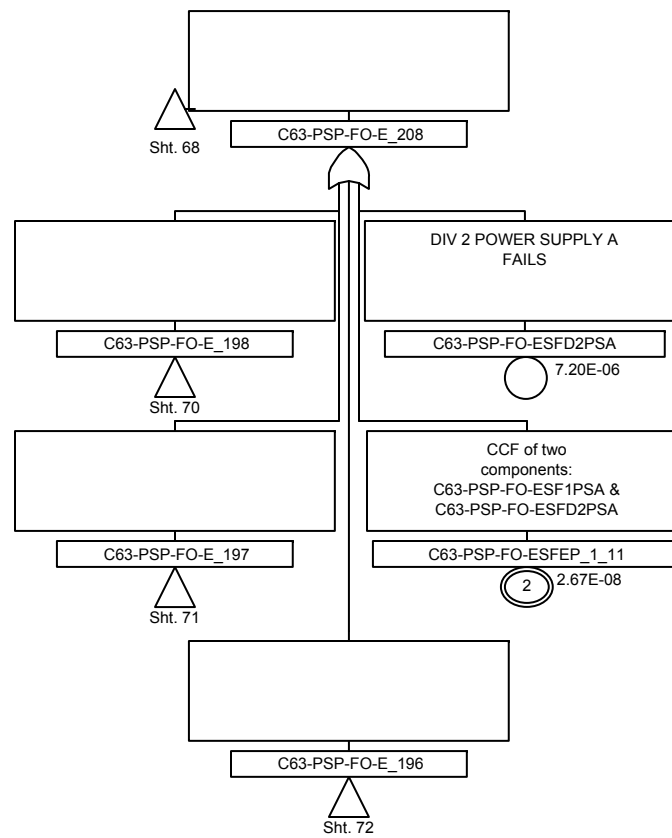 C63-PSP-FO-E_208
Sht. 68
C63-PSP-FO-E_198
Sht. 70
DIV 2 POWER SUPPLY A
FAILS
C63-PSP-FO-ESFD2PSA
7.20E-06
C63-PSP-FO-E_197
Sht. 71
CCF of two
components:
C63-PSP-FO-ESF1PSA &
C63-PSP-FO-ESFD2PSA
C63-PSP-FO-ESFEP_1_11
2
2.67E-08
C63-PSP-FO-E_196
Sht. 72